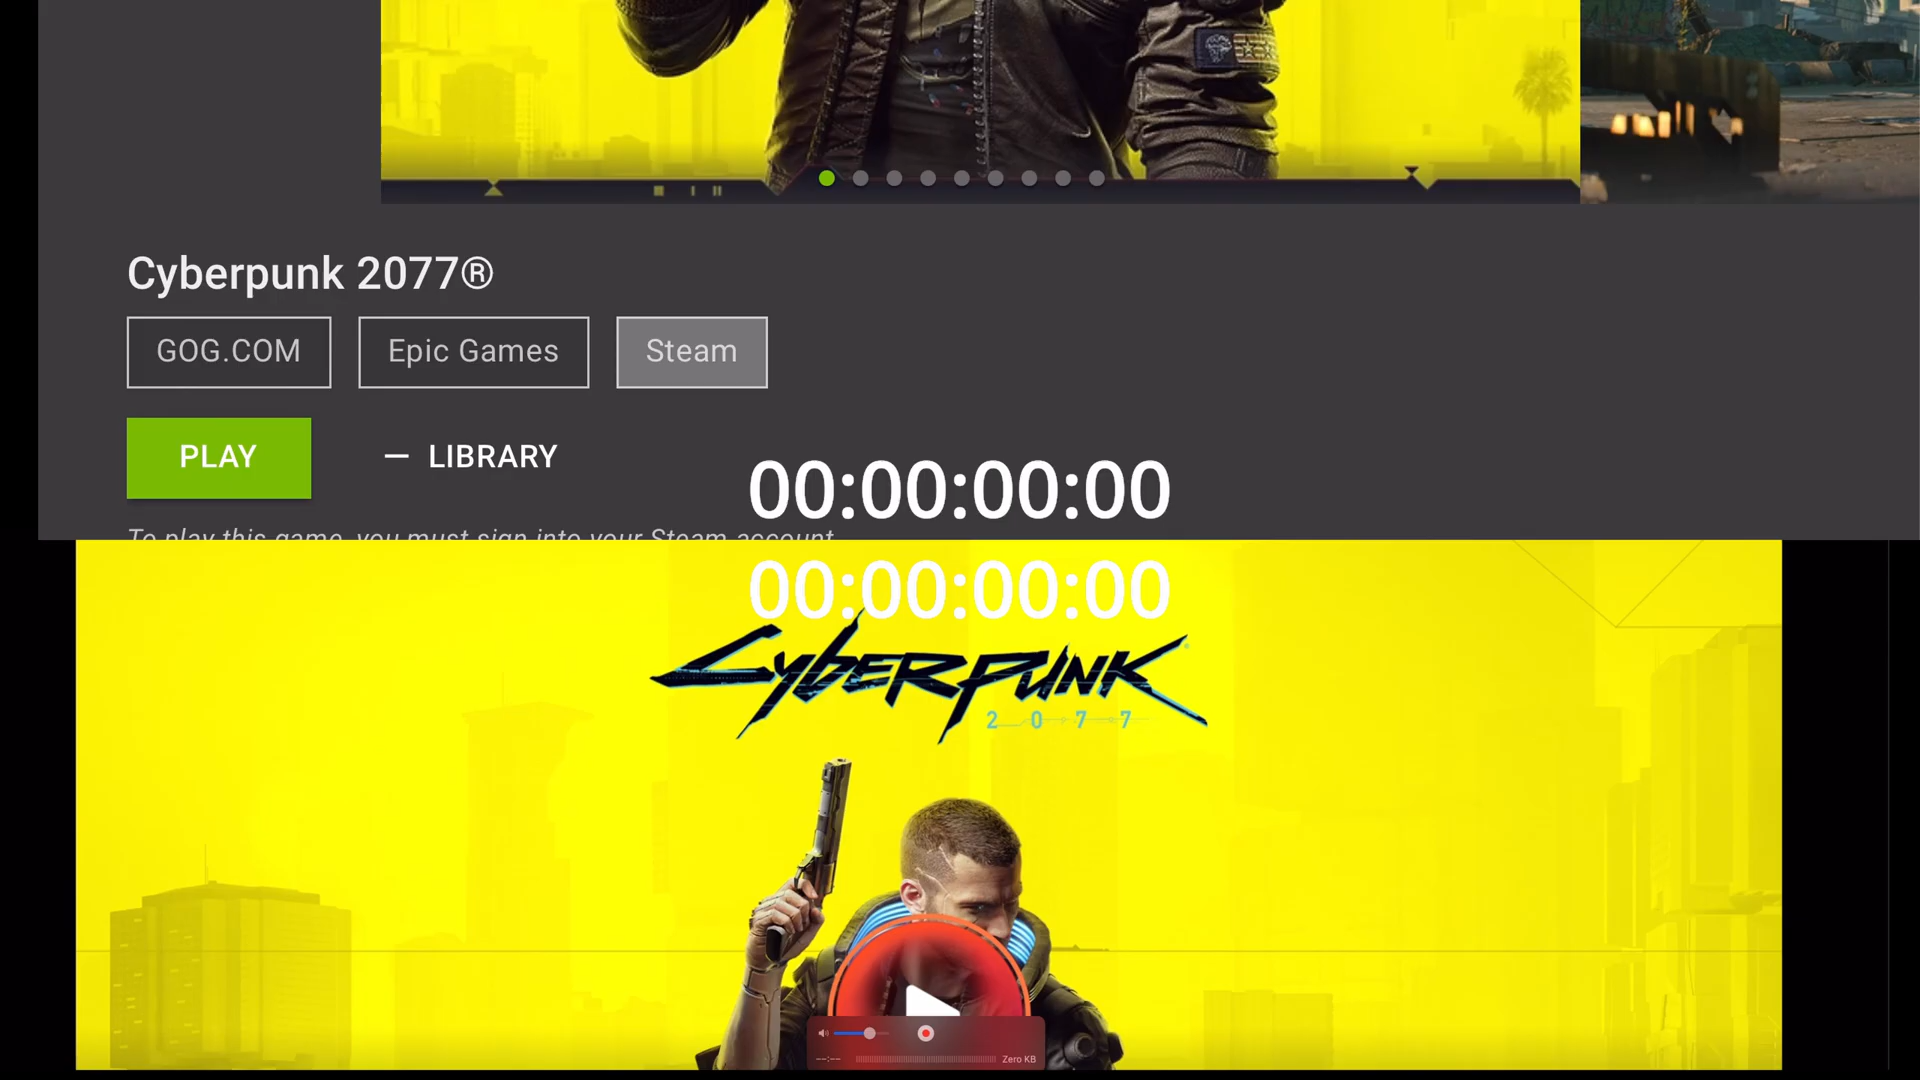 Cyberpunk 2077®
GOG.COM Epic Games Steam
PLAY — LIBRARY
00:00:00:00
To play this game, you must sign into your Steam account
00:00:00:00
CYBERPUNK
2077
--:-- Zero KB